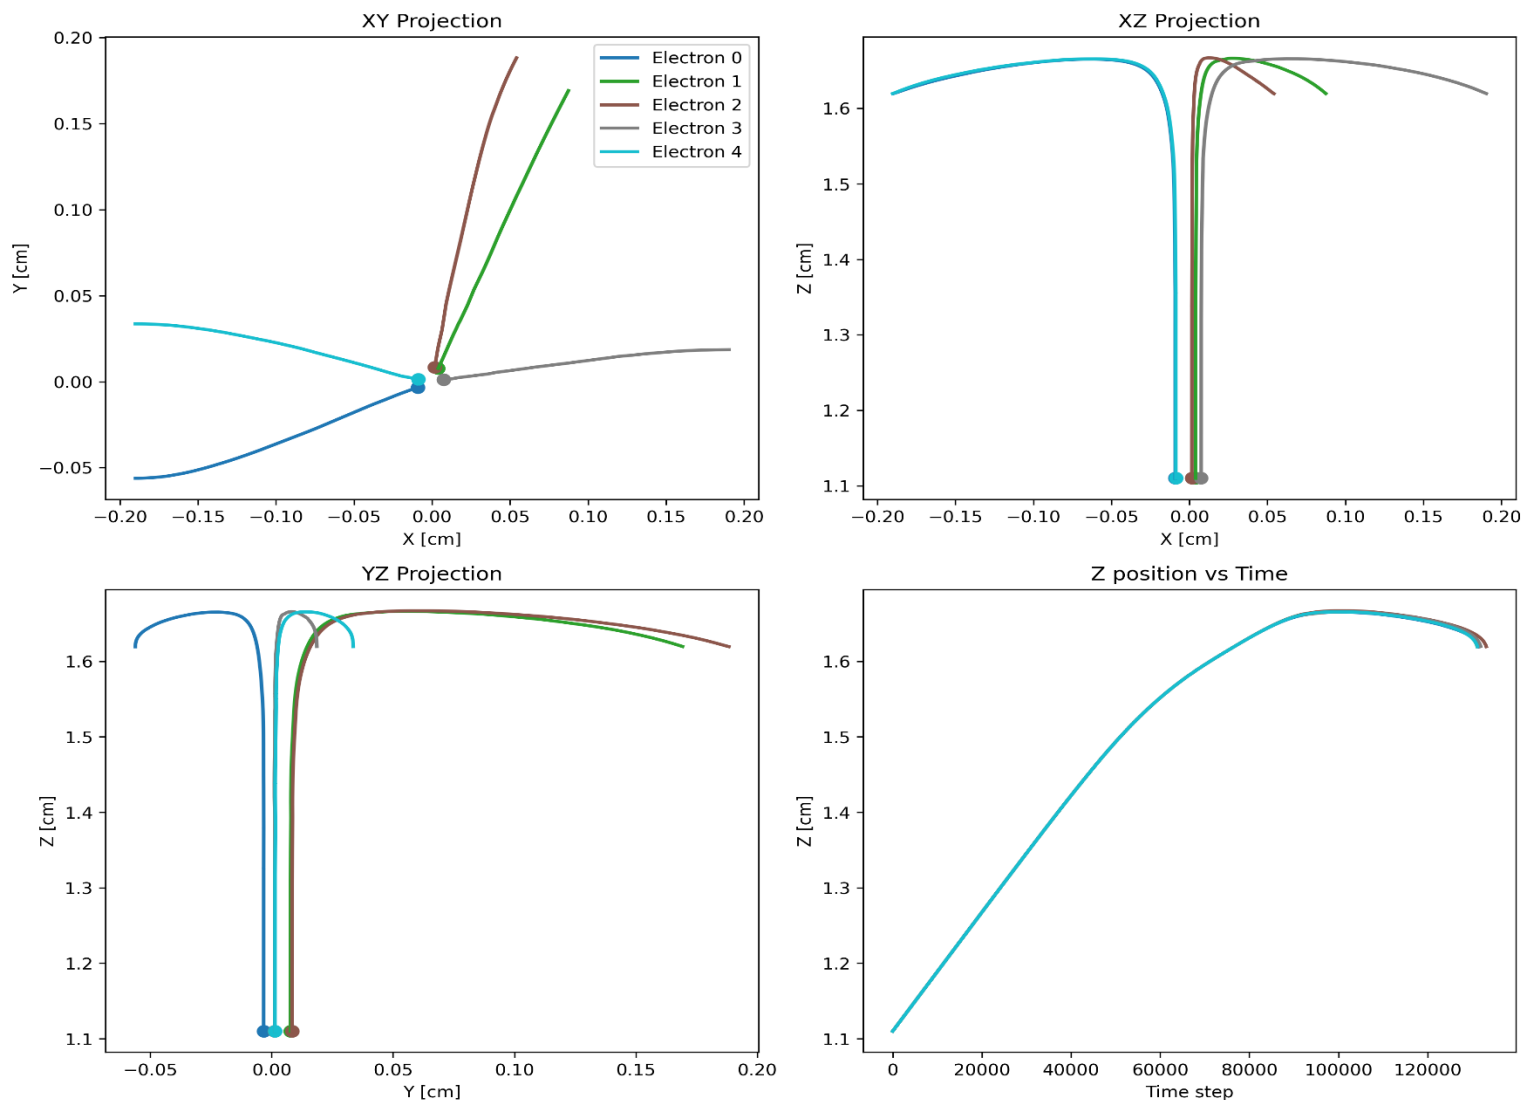 XY Projection
0.20
0.15
0.10
0.05
0.00
−0.05
Y [cm]
Electron 0
Electron 1
Electron 2
Electron 3
Electron 4
−0.20 −0.15 −0.10 −0.05 0.00 0.05 0.10 0.15 0.20
X [cm]
XZ Projection
1.6
1.5
1.4
1.3
1.2
1.1
Z [cm]
−0.20 −0.15 −0.10 −0.05 0.00 0.05 0.10 0.15 0.20
X [cm]
YZ Projection
1.6
1.5
1.4
1.3
1.2
1.1
Z [cm]
−0.05 0.00 0.05 0.10 0.15 0.20
Y [cm]
Z position vs Time
1.6
1.5
1.4
1.3
1.2
1.1
Z [cm]
0 20000 40000 60000 80000 100000 120000
Time step